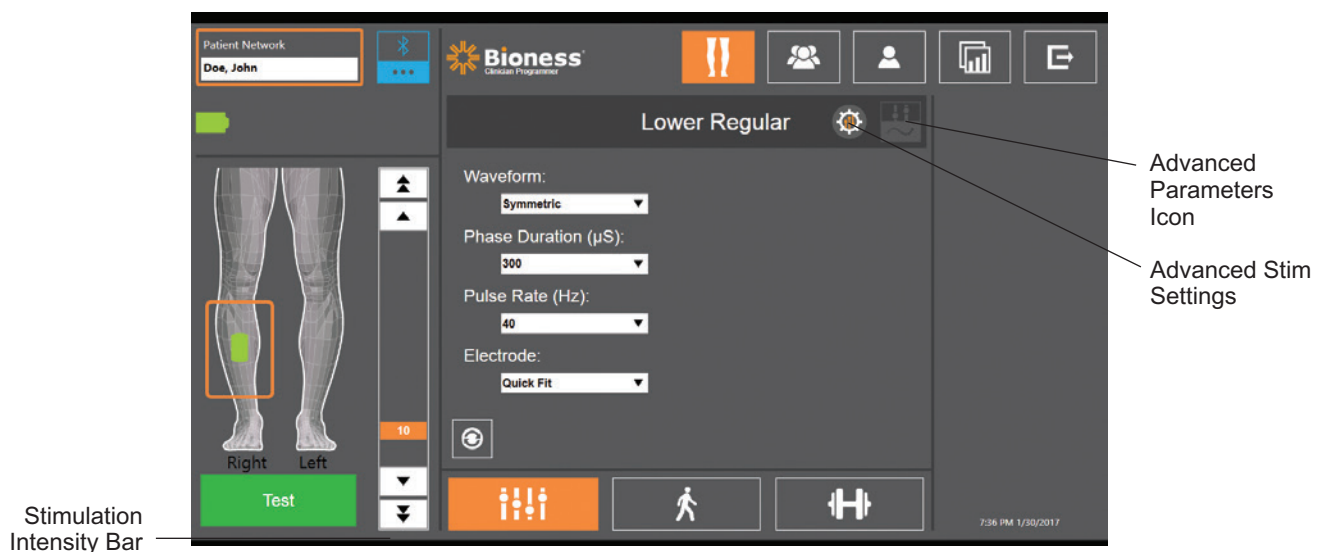 Patient Network
Doe, John
Bioness
Clinician Programmer
Lower Regular
Waveform:
Symmetric
Phase Duration (µS):
300
Pulse Rate (Hz):
40
Electrode:
Quick Fit
10
Right Left
Test
7:36 PM 1/30/2017
Advanced
Parameters
Icon
Advanced Stim
Settings
Stimulation
Intensity Bar